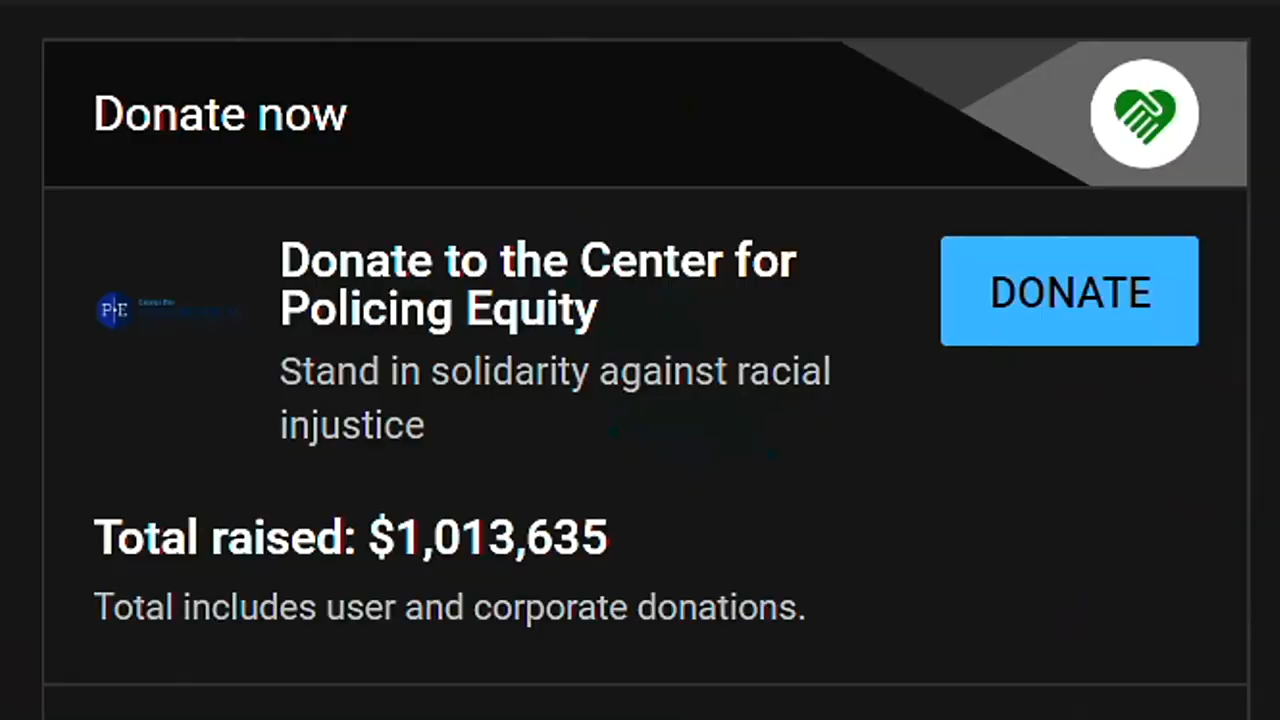 Donate now
Donate to the Center for
Policing Equity
DONATE
Stand in solidarity against racial
injustice
Total raised: $1,013,635
Total includes user and corporate donations.